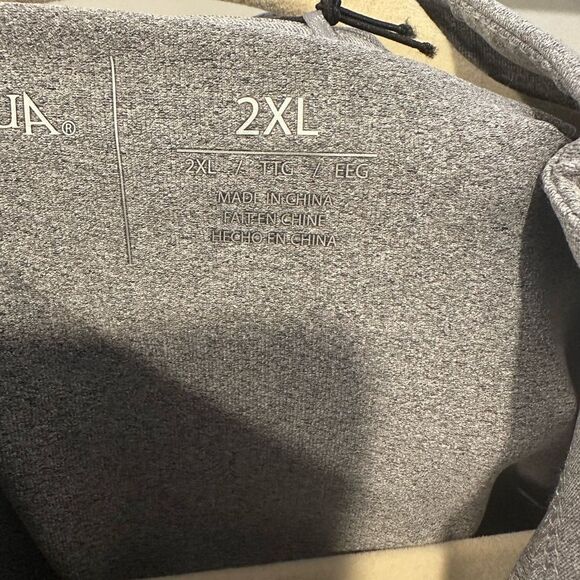 UA®
2XL
2XL / TTG / EEG
MADE IN CHINA
FAIT EN CHINE
HECHO EN CHINA